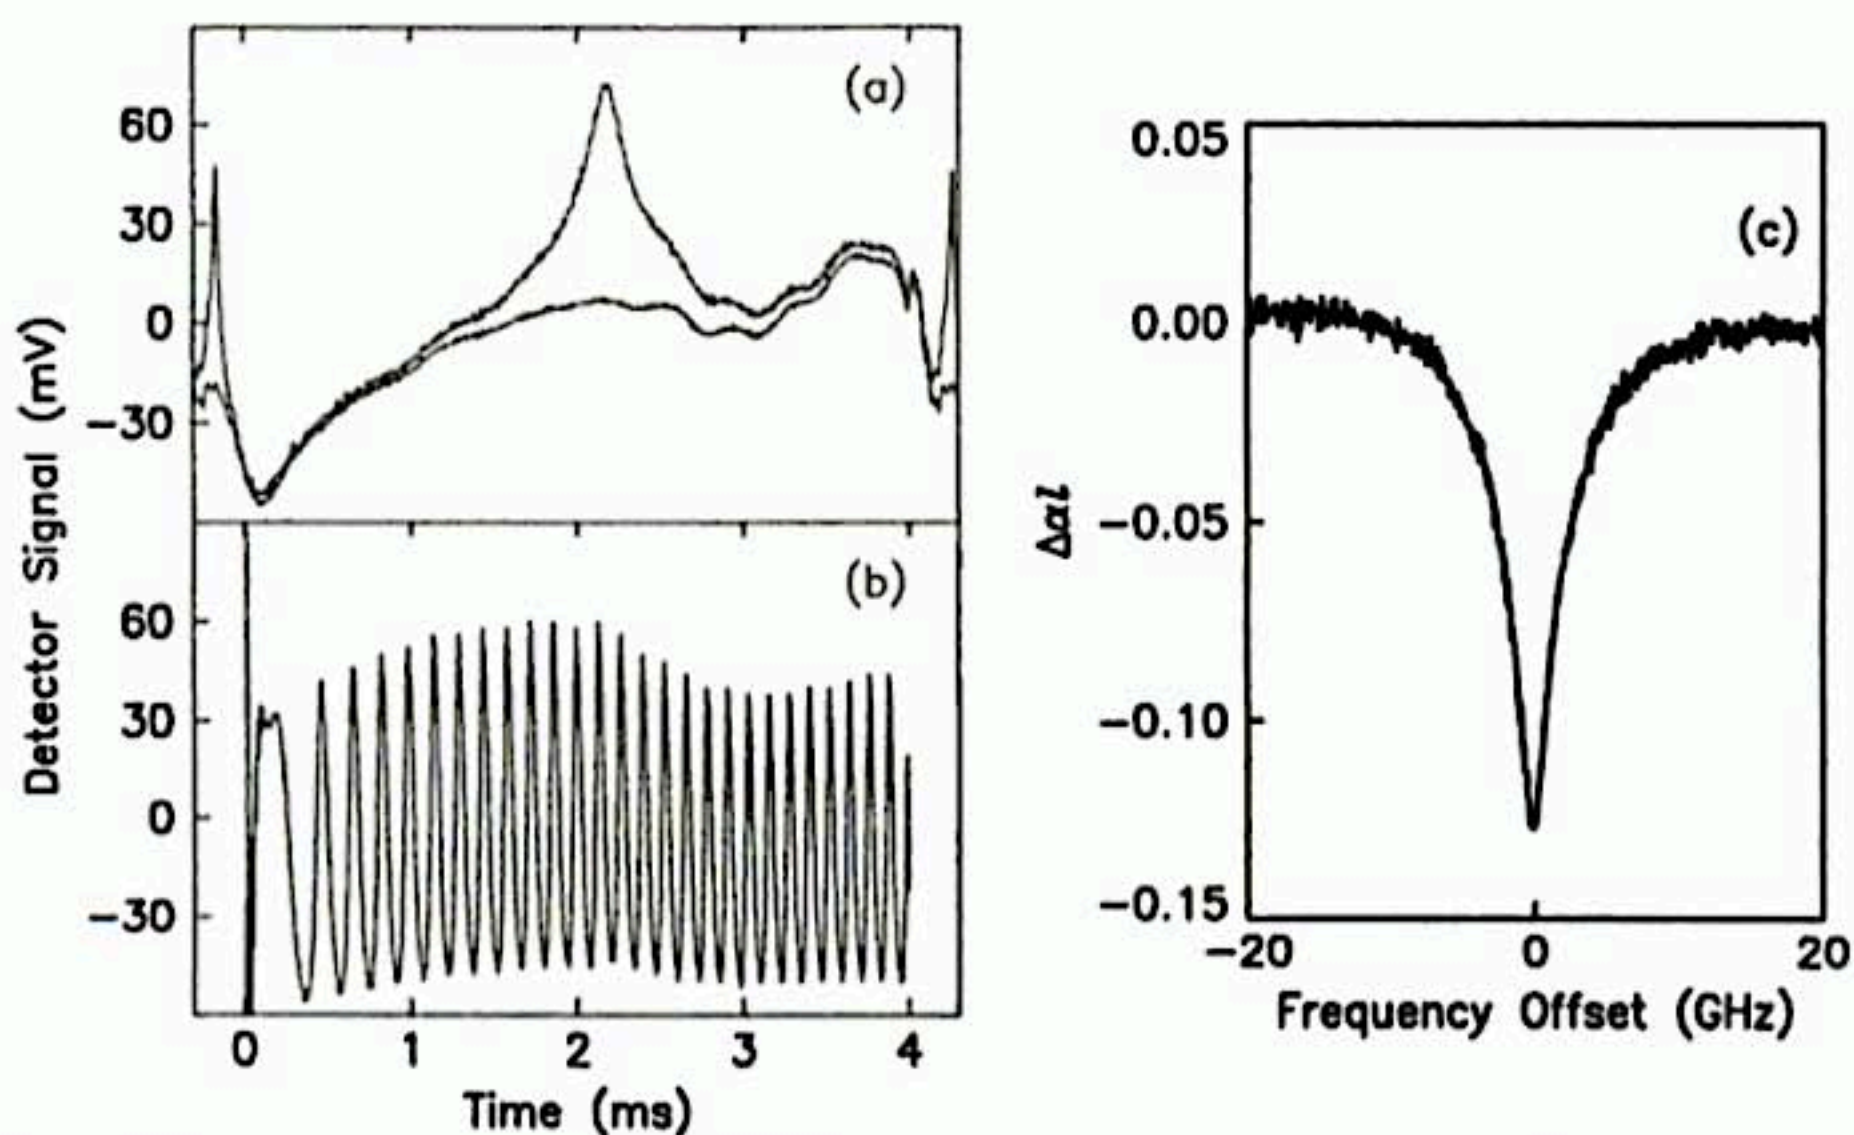 (a)
60
30
0
−30
(b)
60
30
0
−30
0 1 2 3 4
Time (ms)
Detector Signal (mV)
(c)
0.05
0.00
−0.05
−0.10
−0.15
−20 0 20
Frequency Offset (GHz)
Δαl